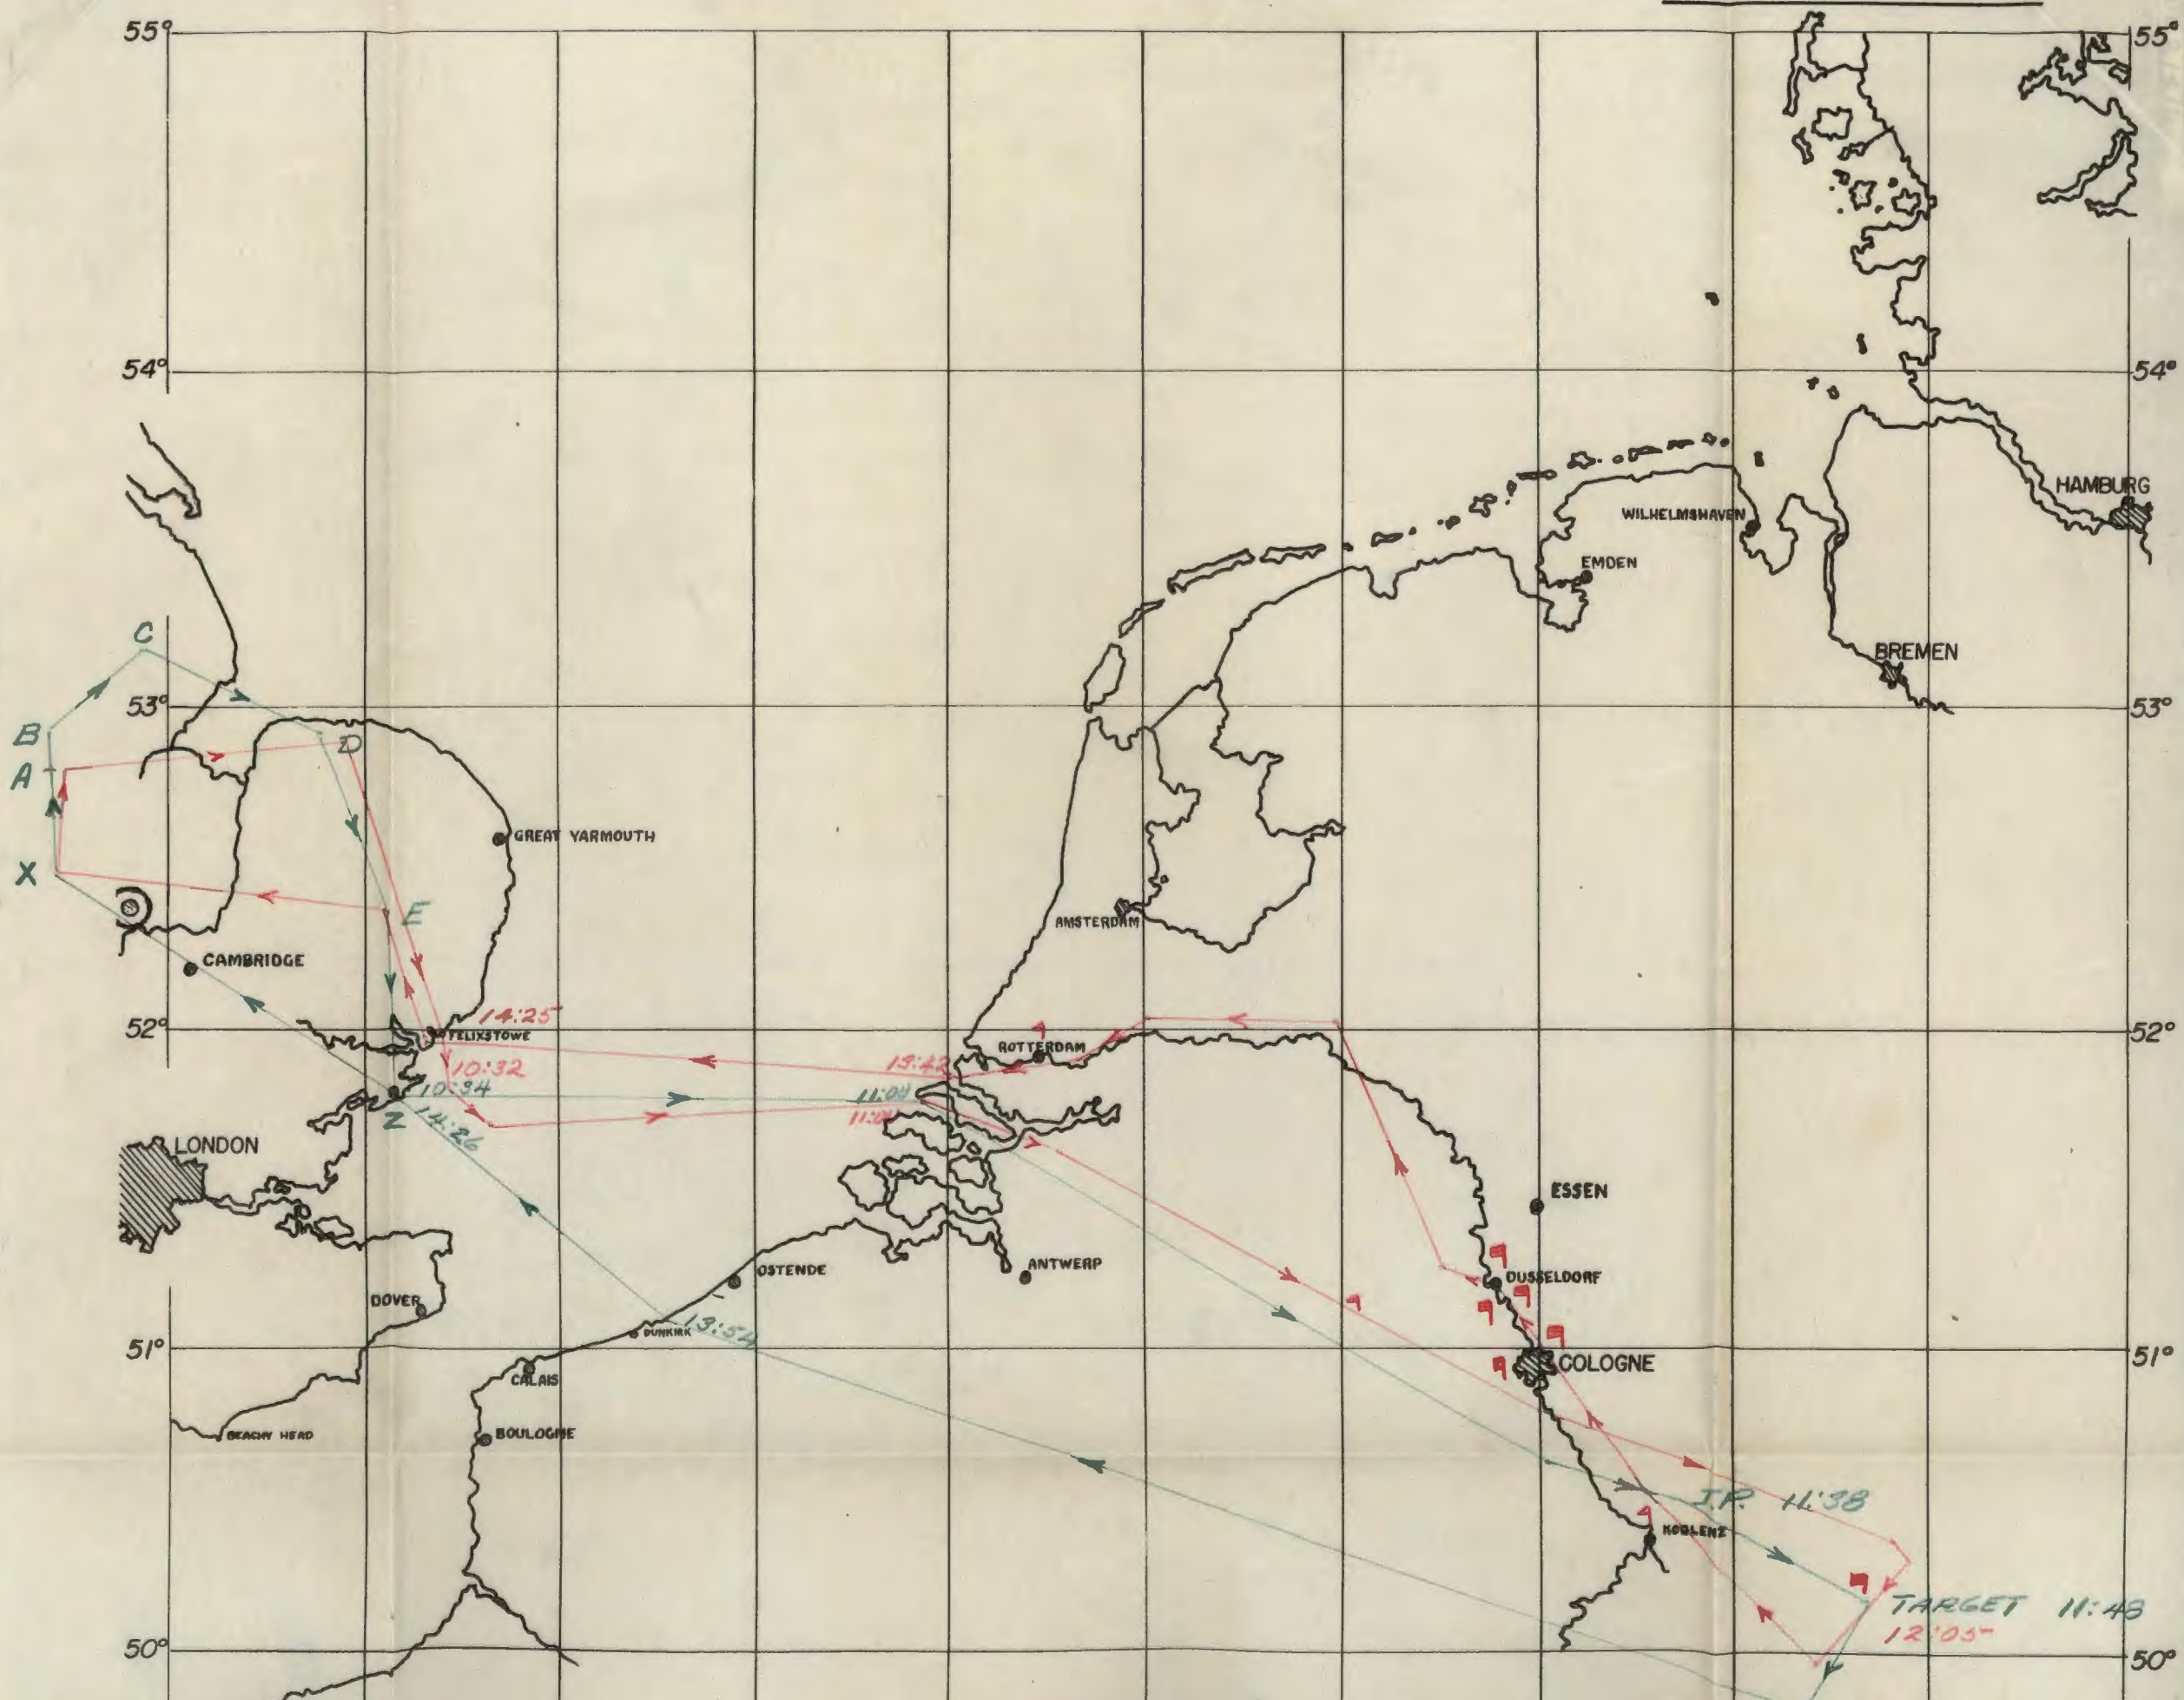 55°
55°
54°
54°
HAMBURG
WILHELMSHAVEN
EMDEN
C
BREMEN
53°
53°
B
D
A
GREAT YARMOUTH
X
E
AMSTERDAM
CAMBRIDGE
14:25
52°
FELIXSTOWE
ROTTERDAM
52°
10:32
13:42
10:34
11:04
Z
14:26
LONDON
ESSEN
OSTENDE
ANTWERP
DUSSELDORF
DOVER
13:54
DUNKIRK
51°
51°
CALAIS
COLOGNE
BEACHY HEAD
BOULOGNE
I.P. 11:38
KOBLENZ
TARGET 11:48
12:05
50°
50°